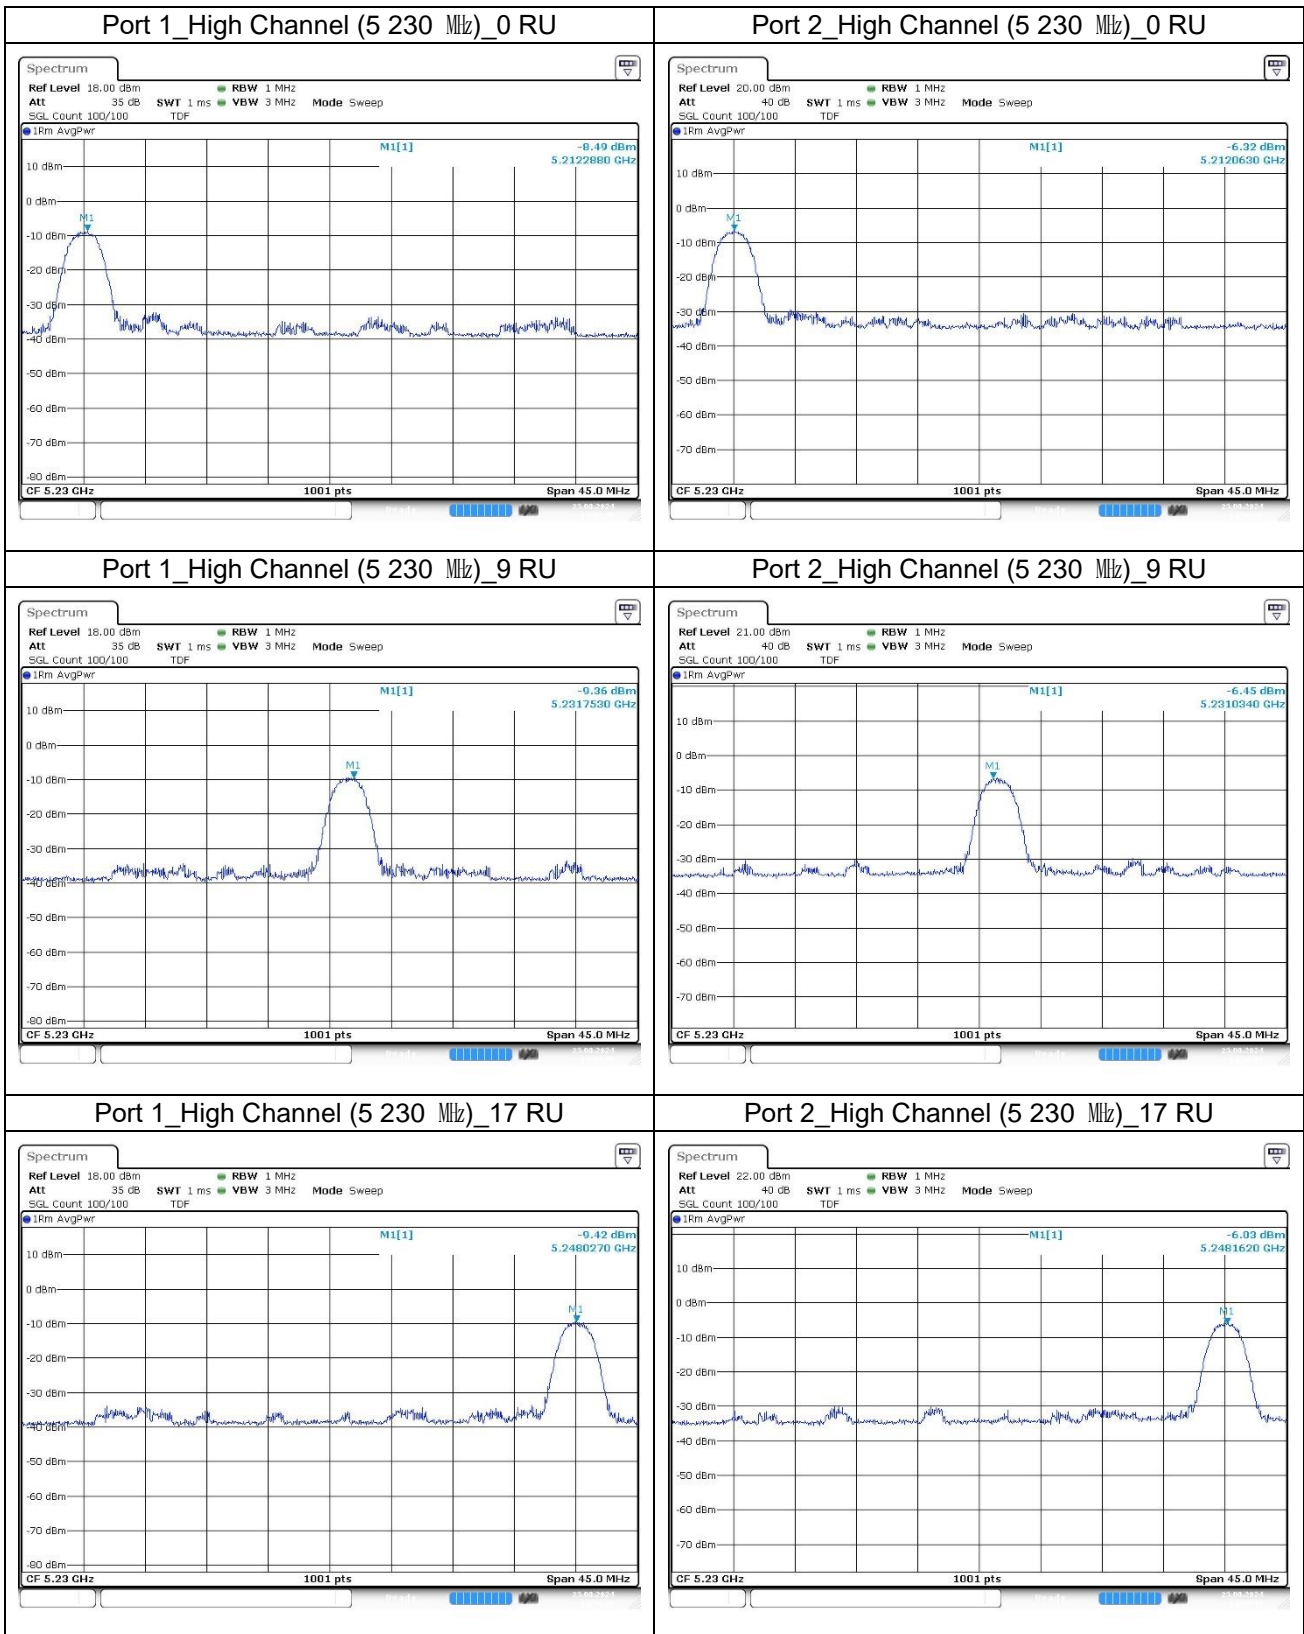 Port 1_High Channel (5 230 ㎒)_0 RU
Spectrum
Ref Level 18.00 dBm RBW 1 MHz
Att 35 dB SWT 1 ms VBW 3 MHz Mode Sweep
SGL Count 100/100 TDF
1Rm AvgPwr
M1[1] -8.49 dBm
5.2122880 GHz
10 dBm
0 dBm
M1
-10 dBm
-20 dBm
-30 dBm
-40 dBm
-50 dBm
-60 dBm
-70 dBm
-80 dBm
CF 5.23 GHz 1001 pts Span 45.0 MHz
Port 2_High Channel (5 230 ㎒)_0 RU
Spectrum
Ref Level 20.00 dBm RBW 1 MHz
Att 40 dB SWT 1 ms VBW 3 MHz Mode Sweep
SGL Count 100/100 TDF
1Rm AvgPwr
M1[1] -6.32 dBm
5.2120630 GHz
10 dBm
0 dBm
M1
-10 dBm
-20 dBm
-30 dBm
-40 dBm
-50 dBm
-60 dBm
-70 dBm
CF 5.23 GHz 1001 pts Span 45.0 MHz
Port 1_High Channel (5 230 ㎒)_9 RU
Spectrum
Ref Level 18.00 dBm RBW 1 MHz
Att 35 dB SWT 1 ms VBW 3 MHz Mode Sweep
SGL Count 100/100 TDF
1Rm AvgPwr
M1[1] -9.36 dBm
5.2317530 GHz
10 dBm
0 dBm
M1
-10 dBm
-20 dBm
-30 dBm
-40 dBm
-50 dBm
-60 dBm
-70 dBm
-80 dBm
CF 5.23 GHz 1001 pts Span 45.0 MHz
Port 2_High Channel (5 230 ㎒)_9 RU
Spectrum
Ref Level 21.00 dBm RBW 1 MHz
Att 40 dB SWT 1 ms VBW 3 MHz Mode Sweep
SGL Count 100/100 TDF
1Rm AvgPwr
M1[1] -6.45 dBm
5.2310340 GHz
10 dBm
0 dBm
M1
-10 dBm
-20 dBm
-30 dBm
-40 dBm
-50 dBm
-60 dBm
-70 dBm
CF 5.23 GHz 1001 pts Span 45.0 MHz
Port 1_High Channel (5 230 ㎒)_17 RU
Spectrum
Ref Level 18.00 dBm RBW 1 MHz
Att 35 dB SWT 1 ms VBW 3 MHz Mode Sweep
SGL Count 100/100 TDF
1Rm AvgPwr
M1[1] -9.42 dBm
5.2480270 GHz
10 dBm
0 dBm
M1
-10 dBm
-20 dBm
-30 dBm
-40 dBm
-50 dBm
-60 dBm
-70 dBm
-80 dBm
CF 5.23 GHz 1001 pts Span 45.0 MHz
Port 2_High Channel (5 230 ㎒)_17 RU
Spectrum
Ref Level 22.00 dBm RBW 1 MHz
Att 40 dB SWT 1 ms VBW 3 MHz Mode Sweep
SGL Count 100/100 TDF
1Rm AvgPwr
M1[1] -6.03 dBm
5.2481620 GHz
10 dBm
0 dBm
M1
-10 dBm
-20 dBm
-30 dBm
-40 dBm
-50 dBm
-60 dBm
-70 dBm
CF 5.23 GHz 1001 pts Span 45.0 MHz